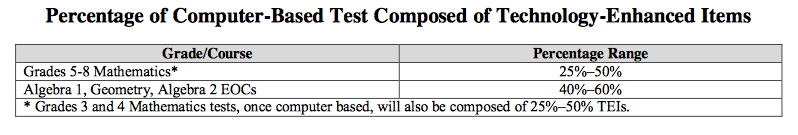 Percentage of Computer-Based Test Composed of Technology-Enhanced Items
Grade/Course Percentage Range
Grades 5-8 Mathematics* 25%–50%
Algebra 1, Geometry, Algebra 2 EOCs 40%–60%
* Grades 3 and 4 Mathematics tests, once computer based, will also be composed of 25%–50% TEIs.